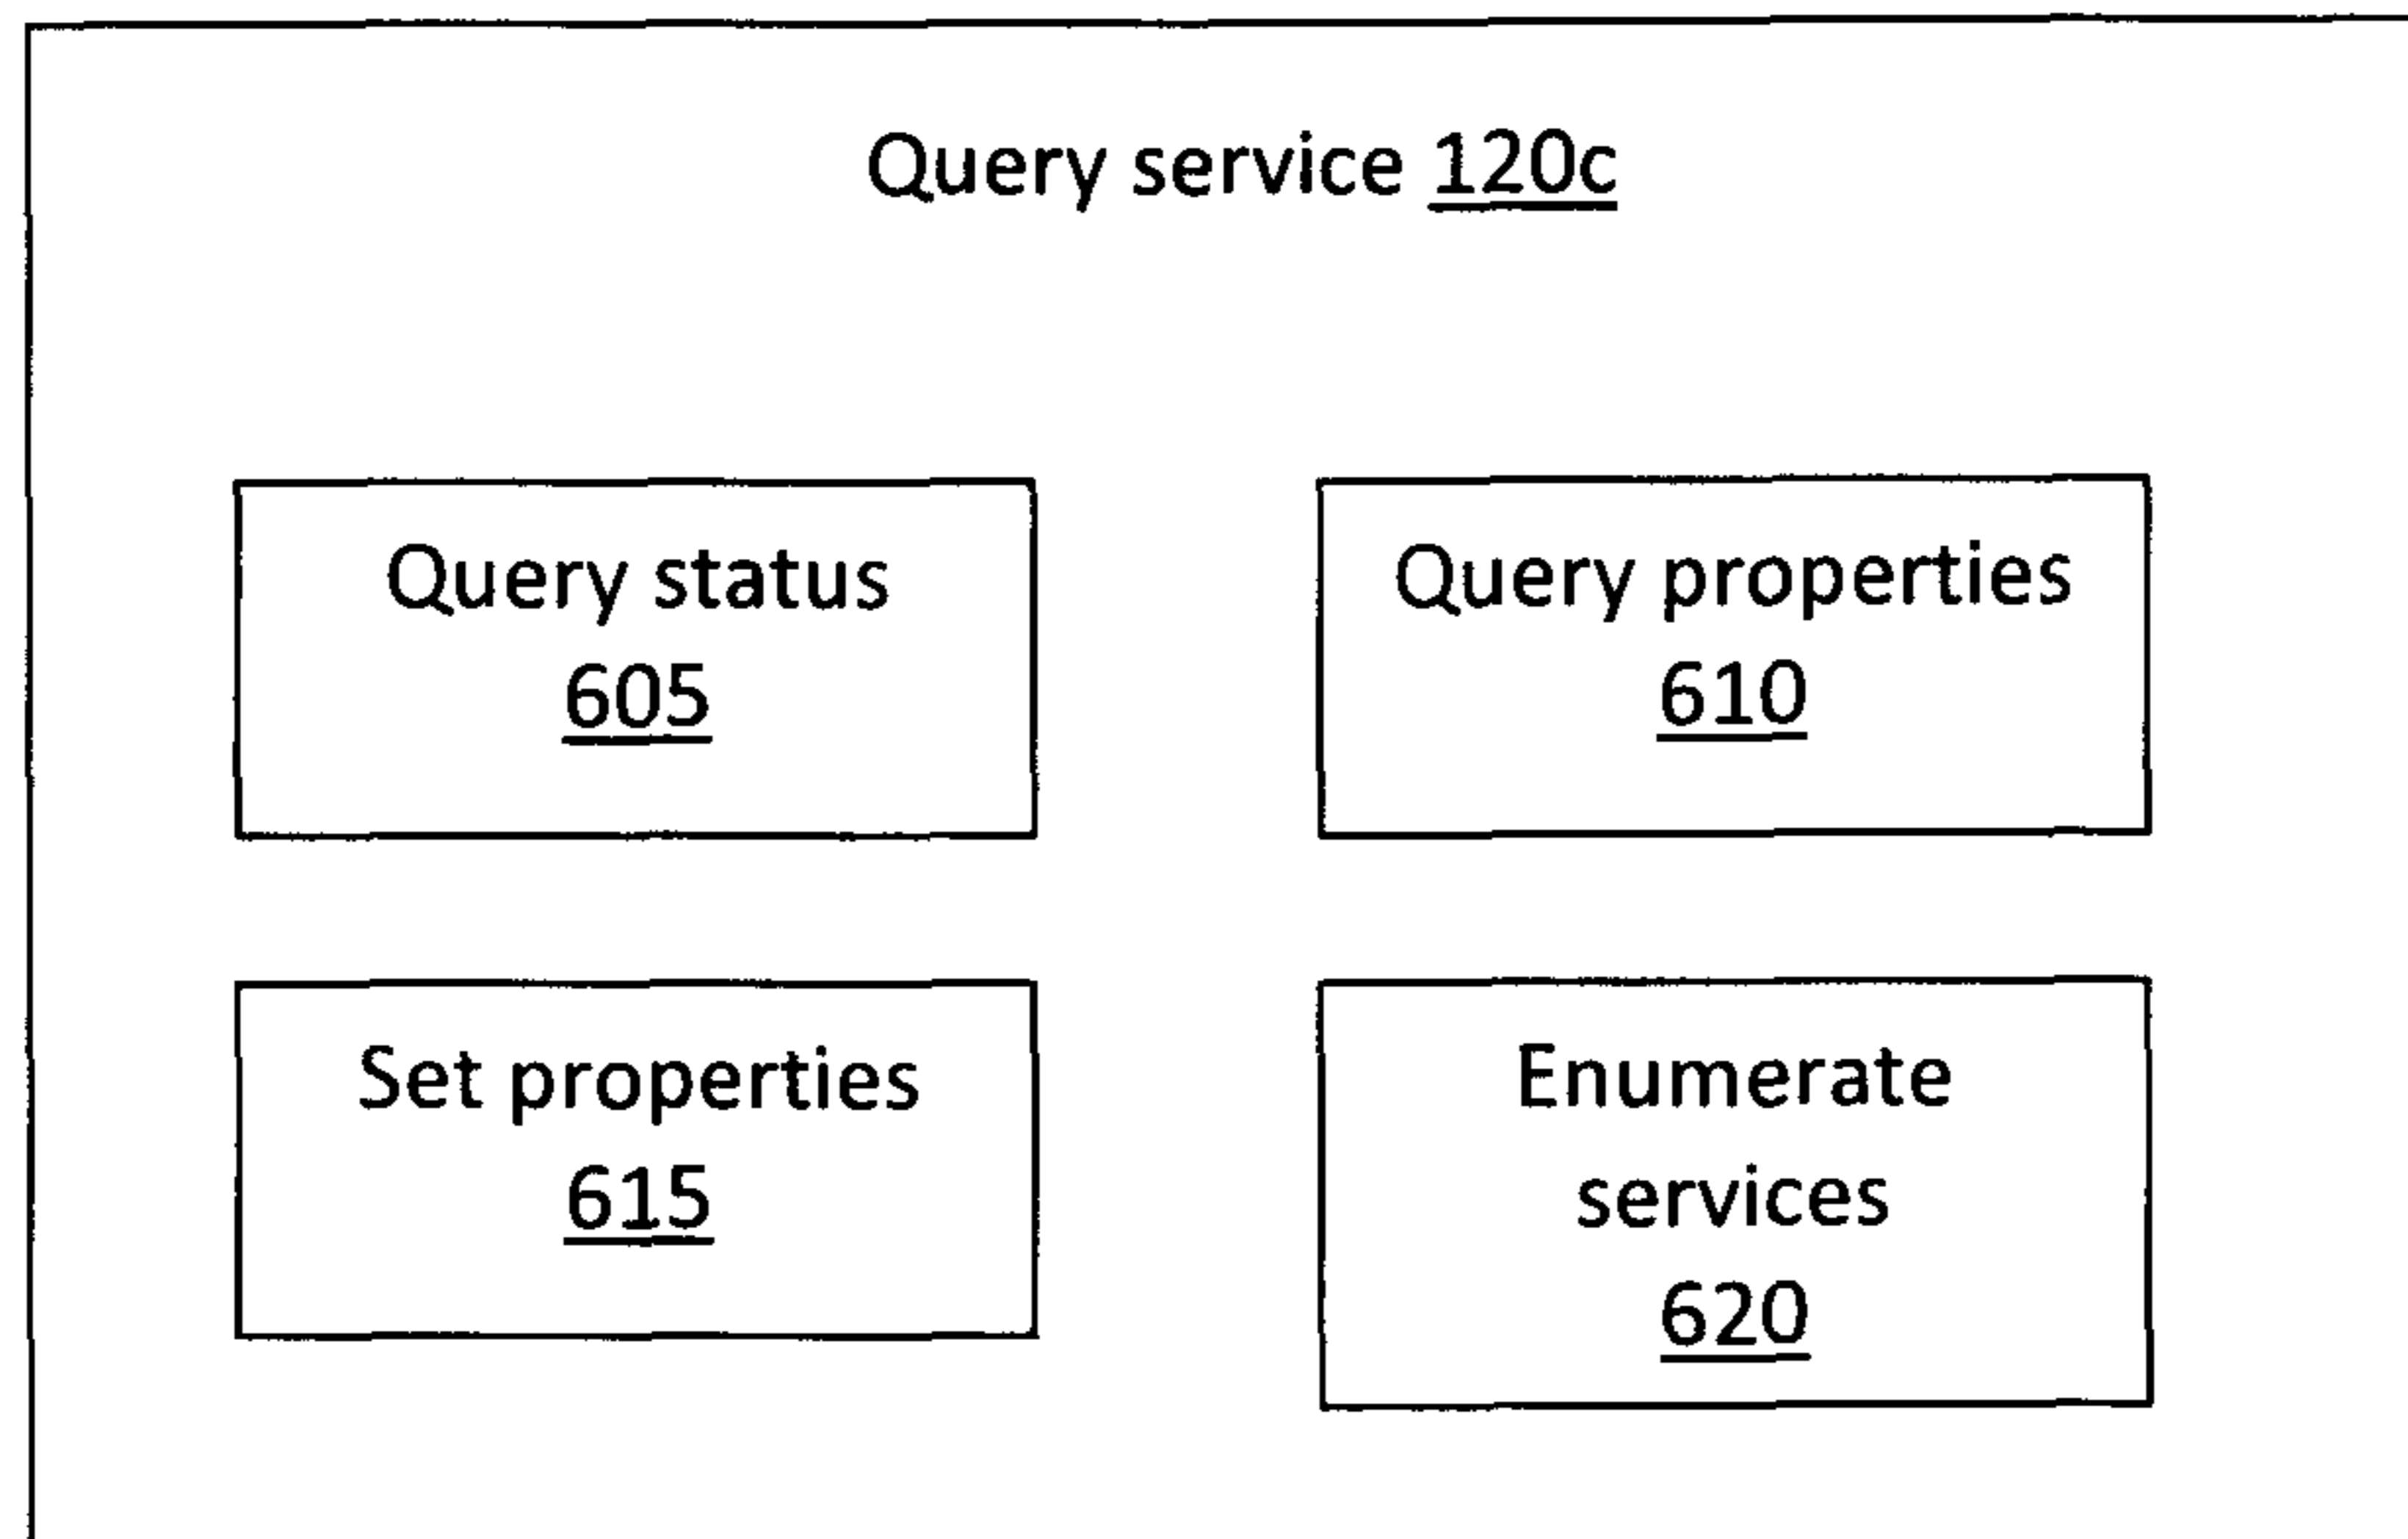 Query service 120c
Query status
605
Query properties
610
Set properties
615
Enumerate
services
620